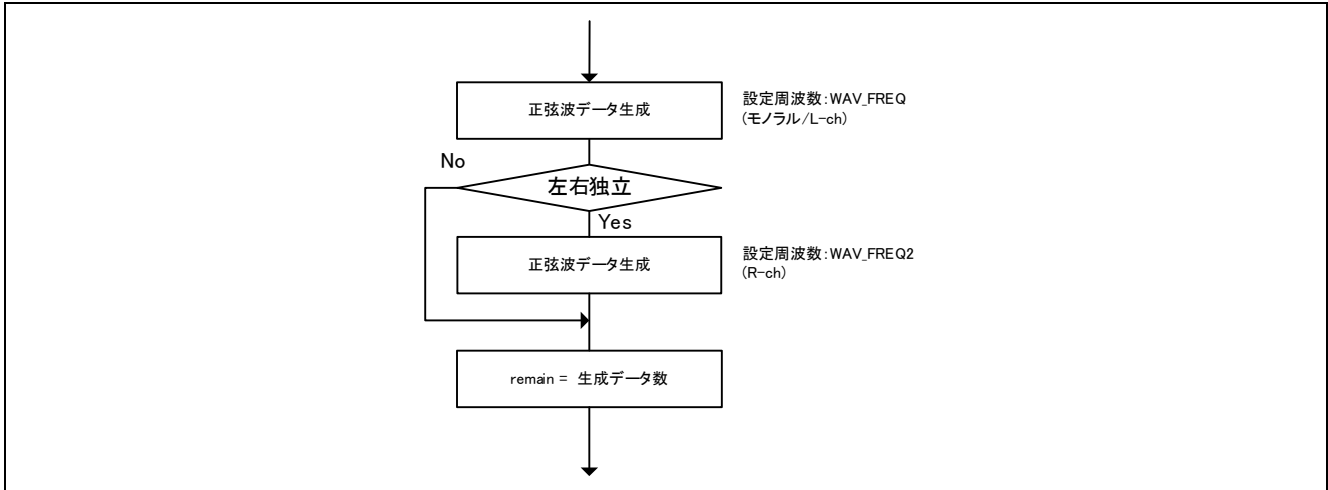 正弦波データ生成
設定周波数：WAV_FREQ
(モノラル/L-ch)
No
左右独立
Yes
正弦波データ生成
設定周波数：WAV_FREQ2
(R-ch)
remain = 生成データ数